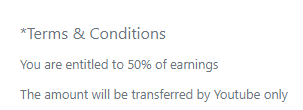 *Terms & Conditions
You are entitled to 50% of earnings
The amount will be transferred by Youtube only